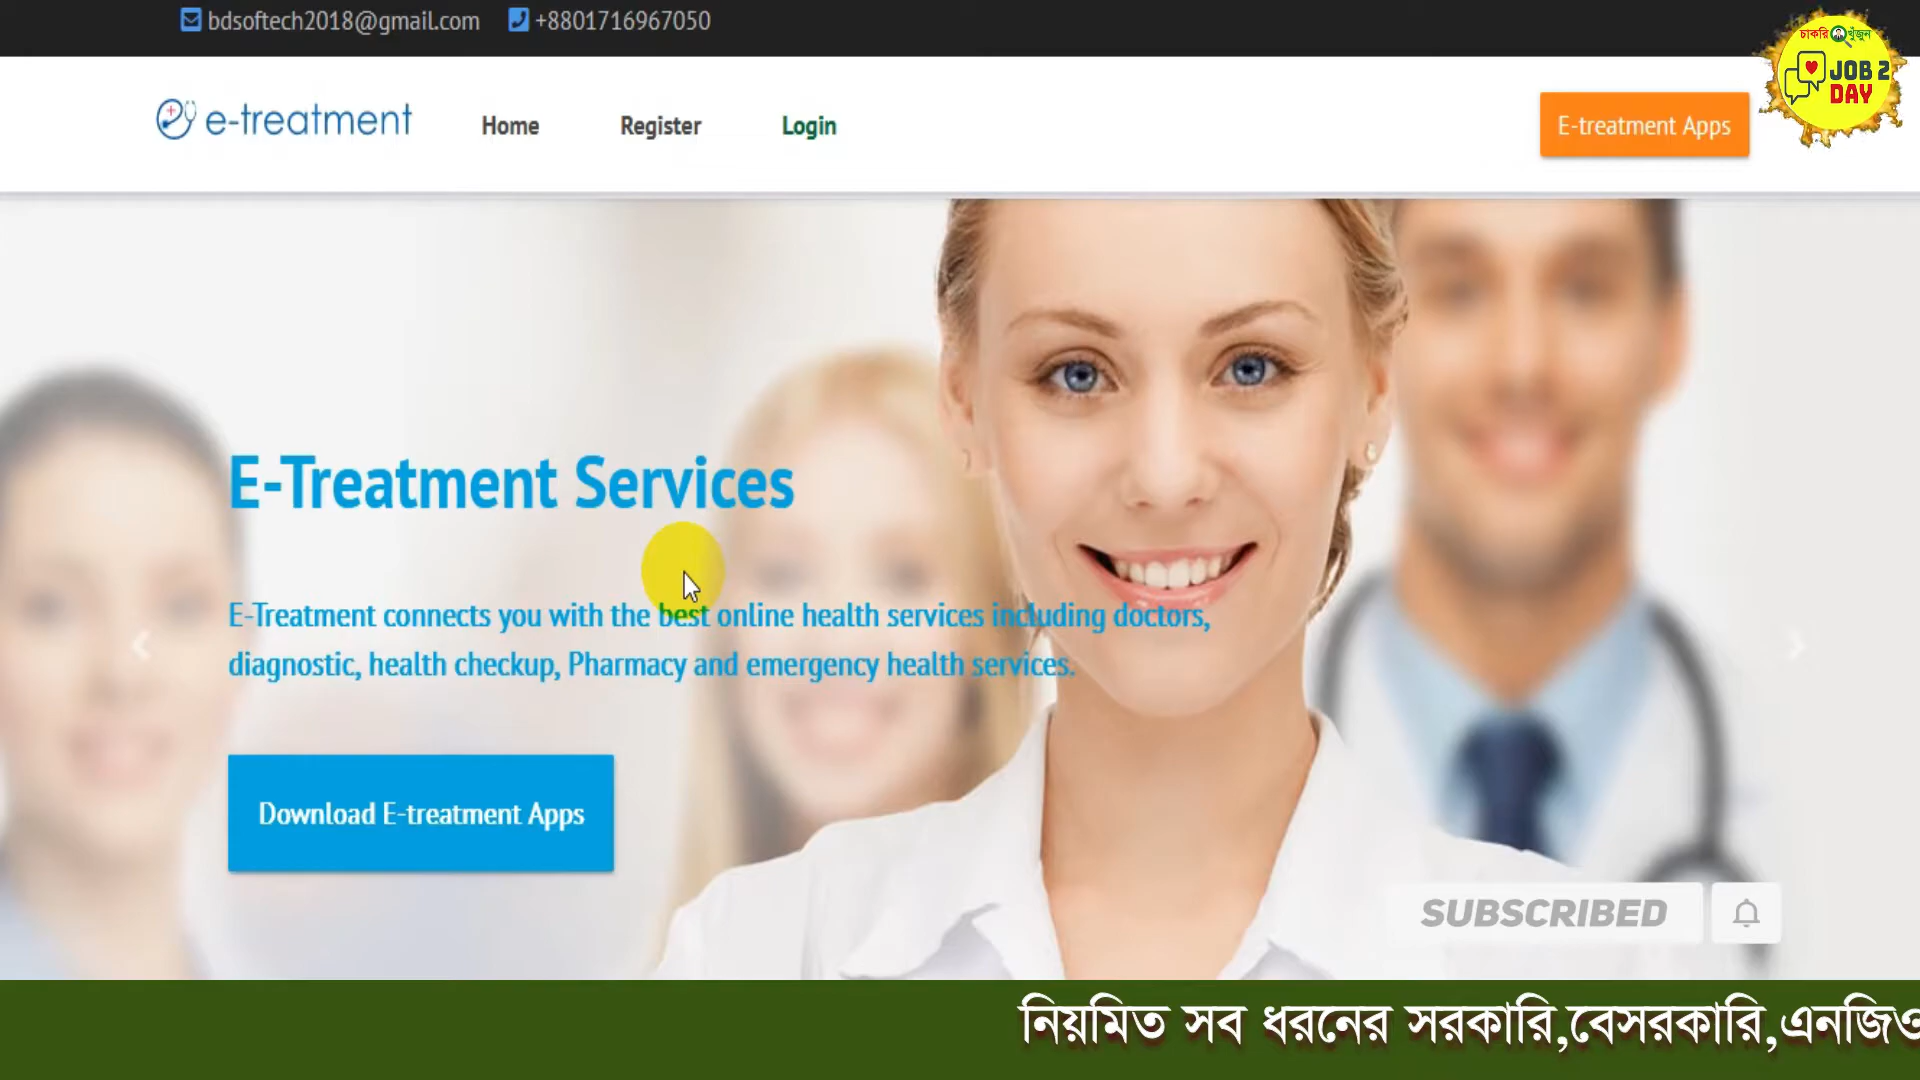 bdsoftech2018@gmail.com +8801716967050
চাকরি খুঁজুন
JOB 2
DAY
e-treatment Home Register Login E-treatment Apps
E-Treatment Services
E-Treatment connects you with the best online health services including doctors,
diagnostic, health checkup, Pharmacy and emergency health services.
Download E-treatment Apps
SUBSCRIBED
নিয়মিত সব ধরনের সরকারি,বেসরকারি,এনজিও